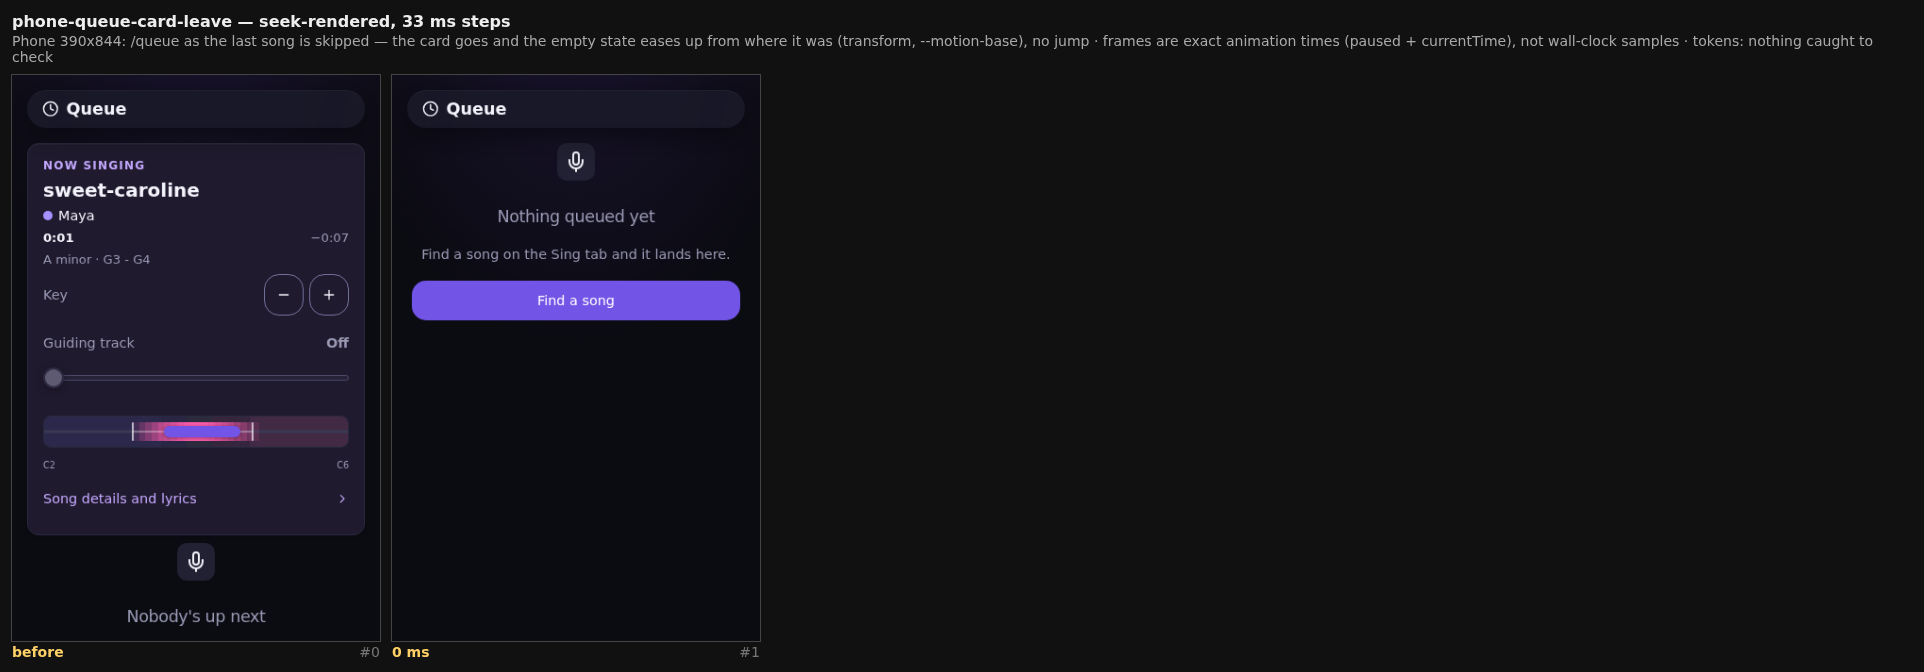 phone-queue-card-leave — seek-rendered, 33 ms steps
Phone 390x844: /queue as the last song is skipped — the card goes and the empty state eases up from where it was (transform, --motion-base), no jump · frames are exact animation times (paused + currentTime), not wall-clock samples · tokens: nothing caught to
check
Queue
NOW SINGING
sweet-caroline
Maya
0:01 −0:07
A minor · G3 - G4
Key − +
Guiding track Off
C2 C6
Song details and lyrics
Nobody's up next
before #0
Queue
Nothing queued yet
Find a song on the Sing tab and it lands here.
Find a song
0 ms #1